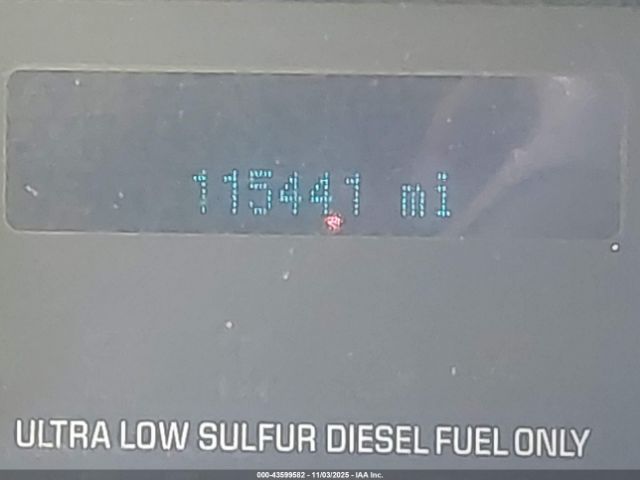 115441 mi
ULTRA LOW SULFUR DIESEL FUEL ONLY
000-43599582 - 11/03/2025 - IAA Inc.